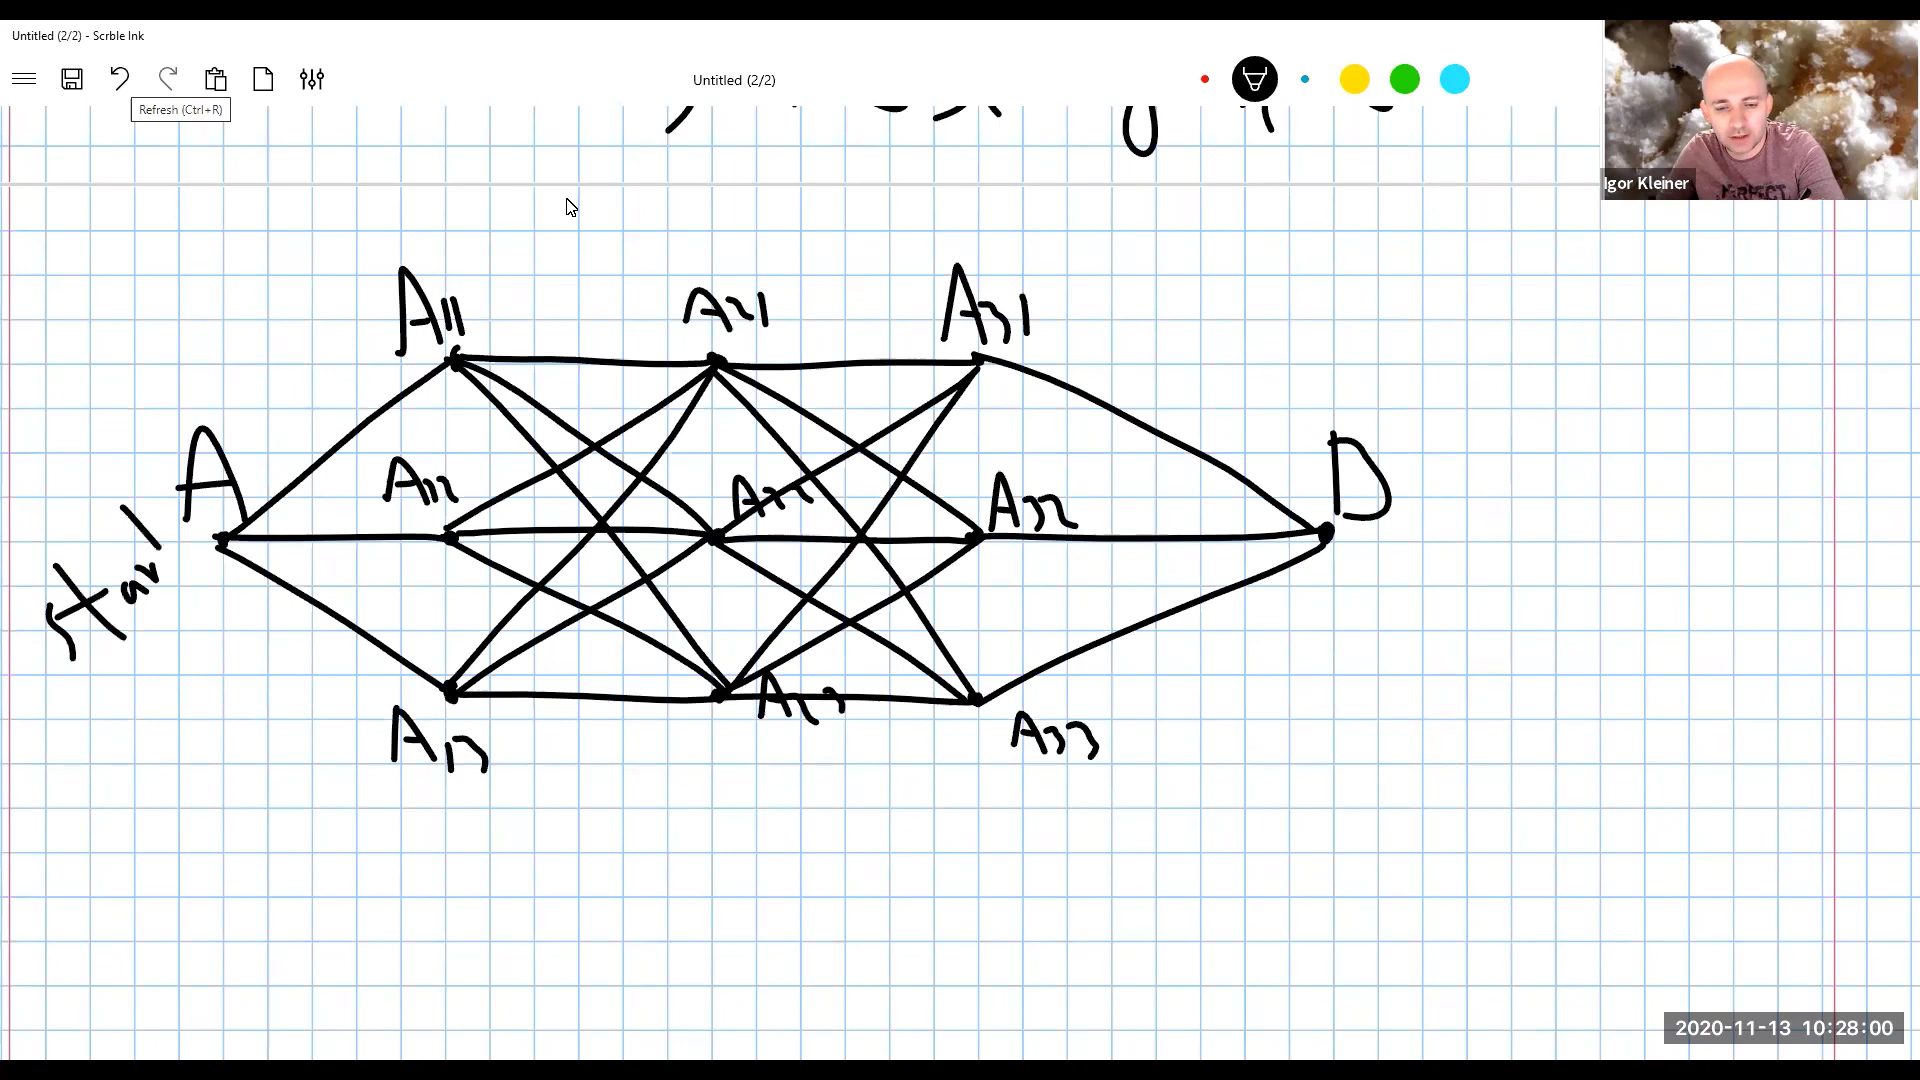 Untitled (2/2) - Scrble Ink
Untitled (2/2)
Refresh (Ctrl+R)
Igor Kleiner
A11 A21 A31
A A12 A22 A32 D
A13 A23 A33
2020-11-13 10:28:00